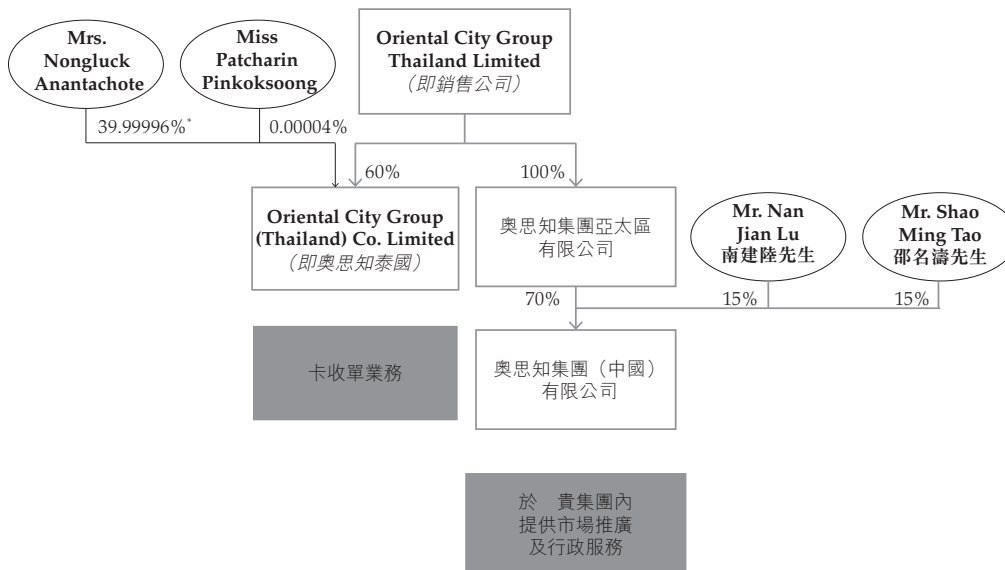 Mrs.
Nongluck
Anantachote
Miss
Patcharin
Pinkoksoong
Oriental City Group
Thailand Limited
（即銷售公司）
39.99996%*
0.00004%
60%
100%
Oriental City Group
(Thailand) Co. Limited
（即奧思知泰國）
奧思知集團亞太區
有限公司
Mr. Nan
Jian Lu
南建陸先生
Mr. Shao
Ming Tao
邵名濤先生
70%
15%
15%
卡收單業務
奧思知集團（中國）
有限公司
於　貴集團內
提供市場推廣
及行政服務